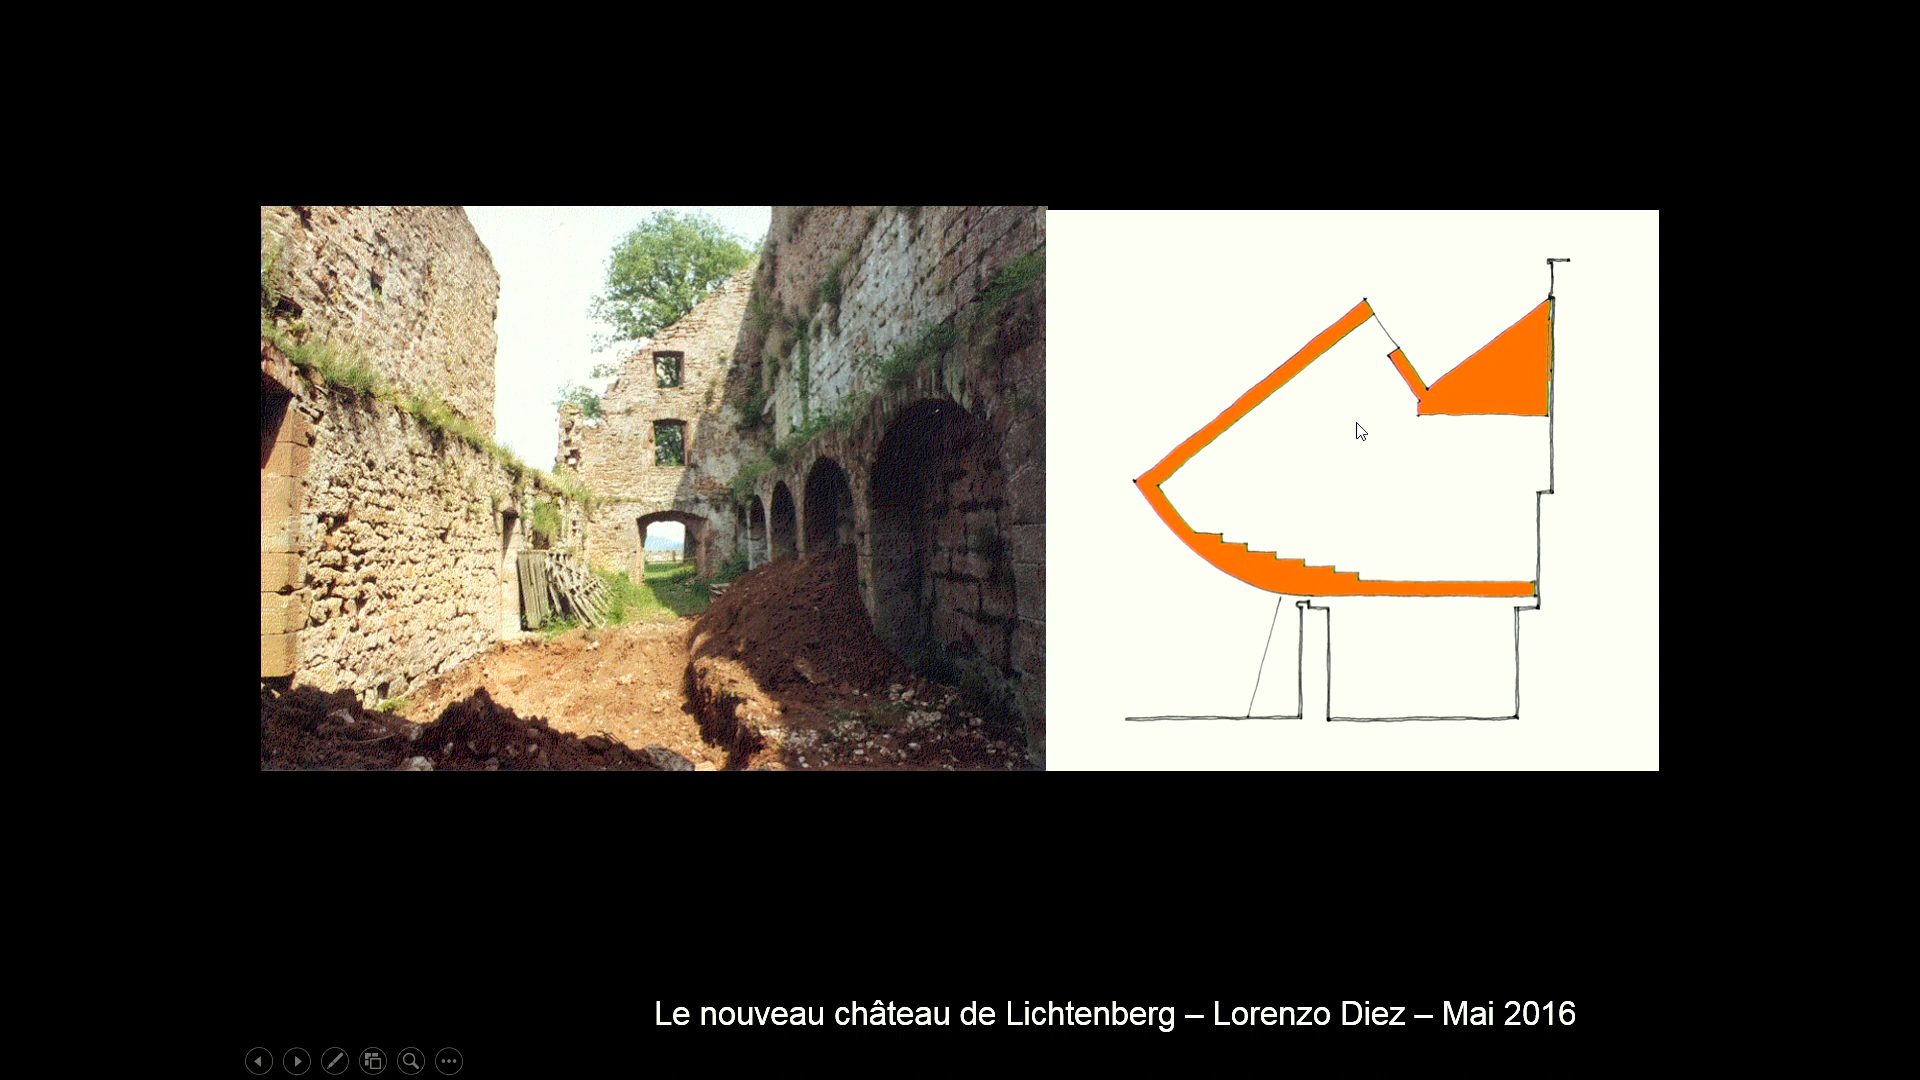 Le nouveau château de Lichtenberg – Lorenzo Diez – Mai 2016